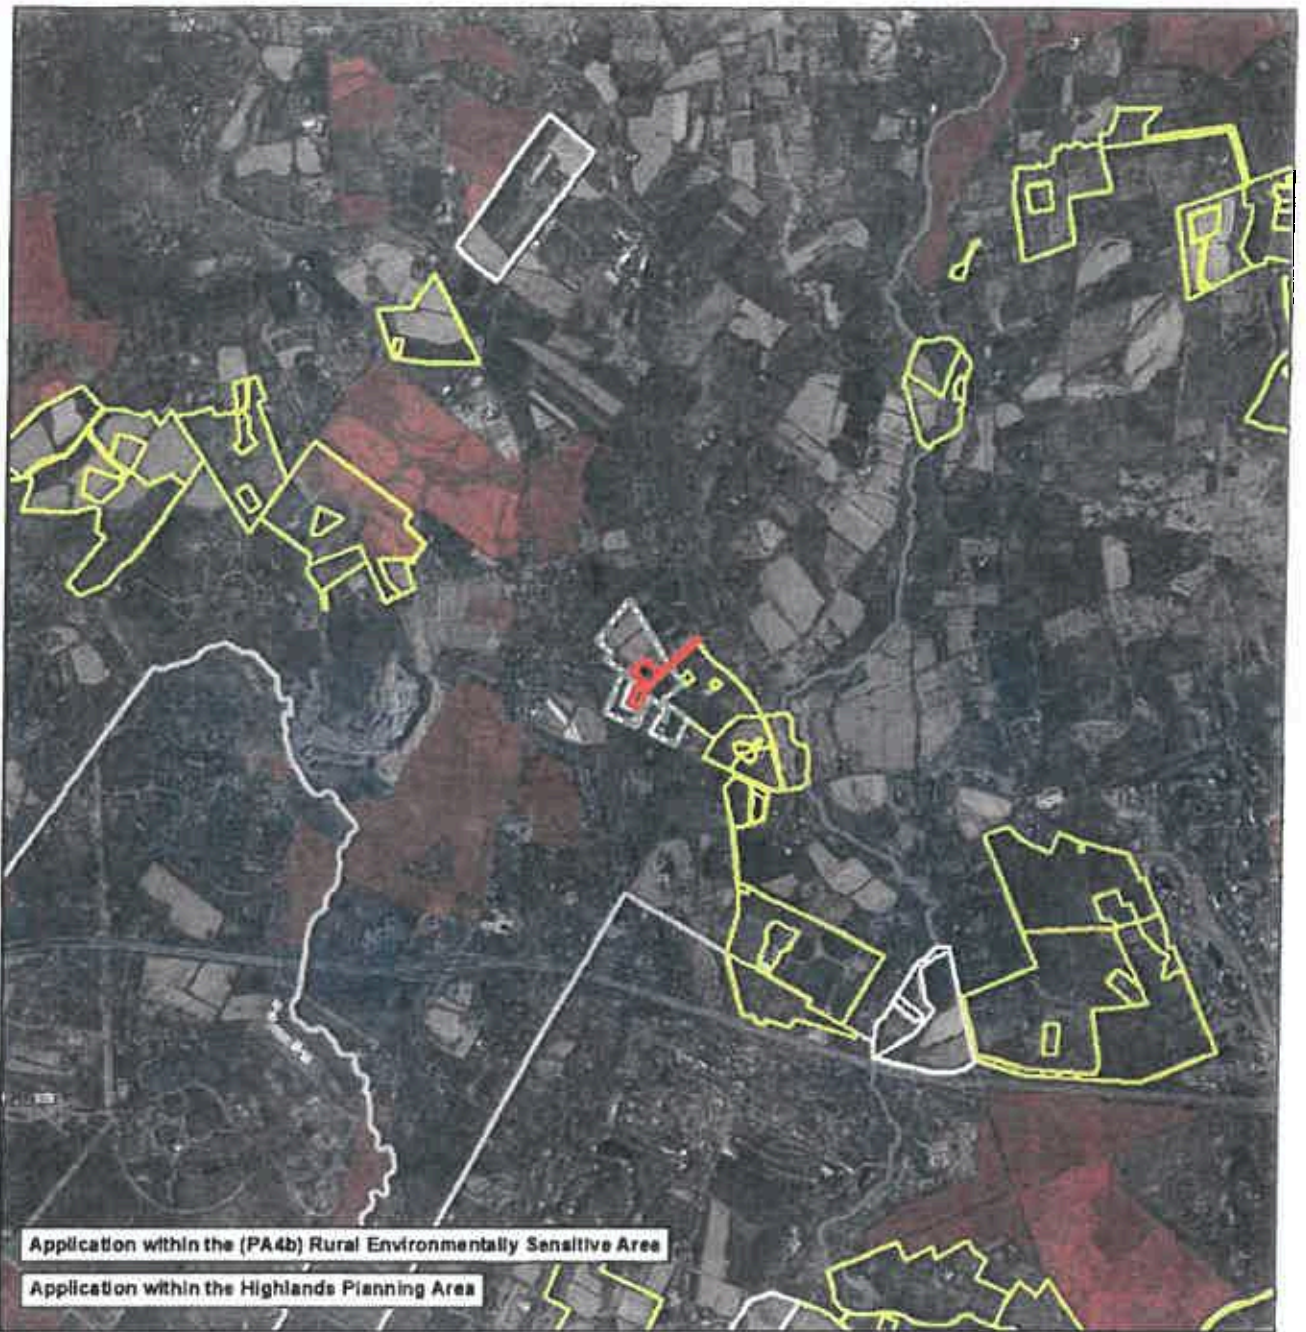 Application within the (PA4b) Rural Environmentally Sensitive Area
Application within the Highlands Planning Area